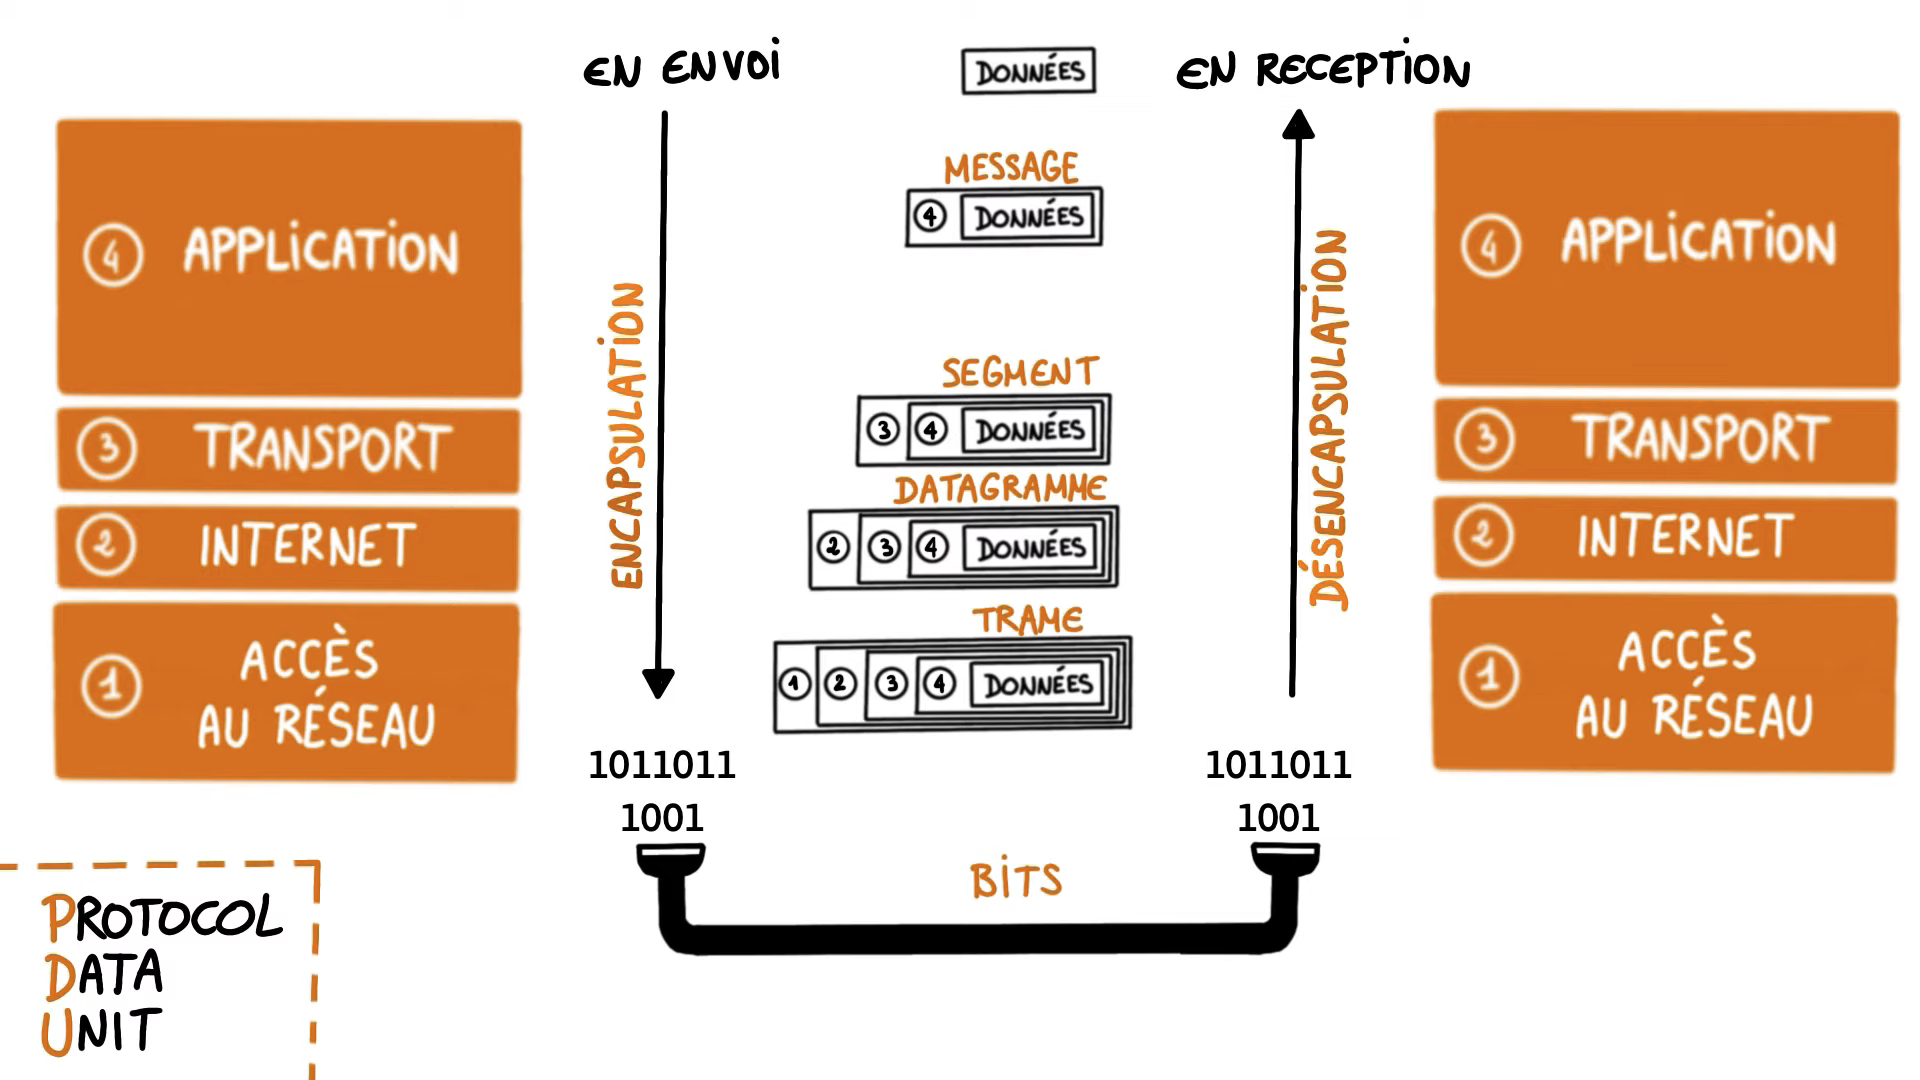 EN ENVOI
DONNÉES
EN RECEPTION
4 APPLICATION
3 TRANSPORT
2 INTERNET
1 ACCÈS
AU RÉSEAU
ENCAPSULATION
MESSAGE
4 DONNÉES
SEGMENT
3 4 DONNÉES
DATAGRAMME
2 3 4 DONNÉES
TRAME
1 2 3 4 DONNÉES
DÉSENCAPSULATION
4 APPLICATION
3 TRANSPORT
2 INTERNET
1 ACCÈS
AU RÉSEAU
1011011
1001
1011011
1001
BITS
PROTOCOL
DATA
UNIT